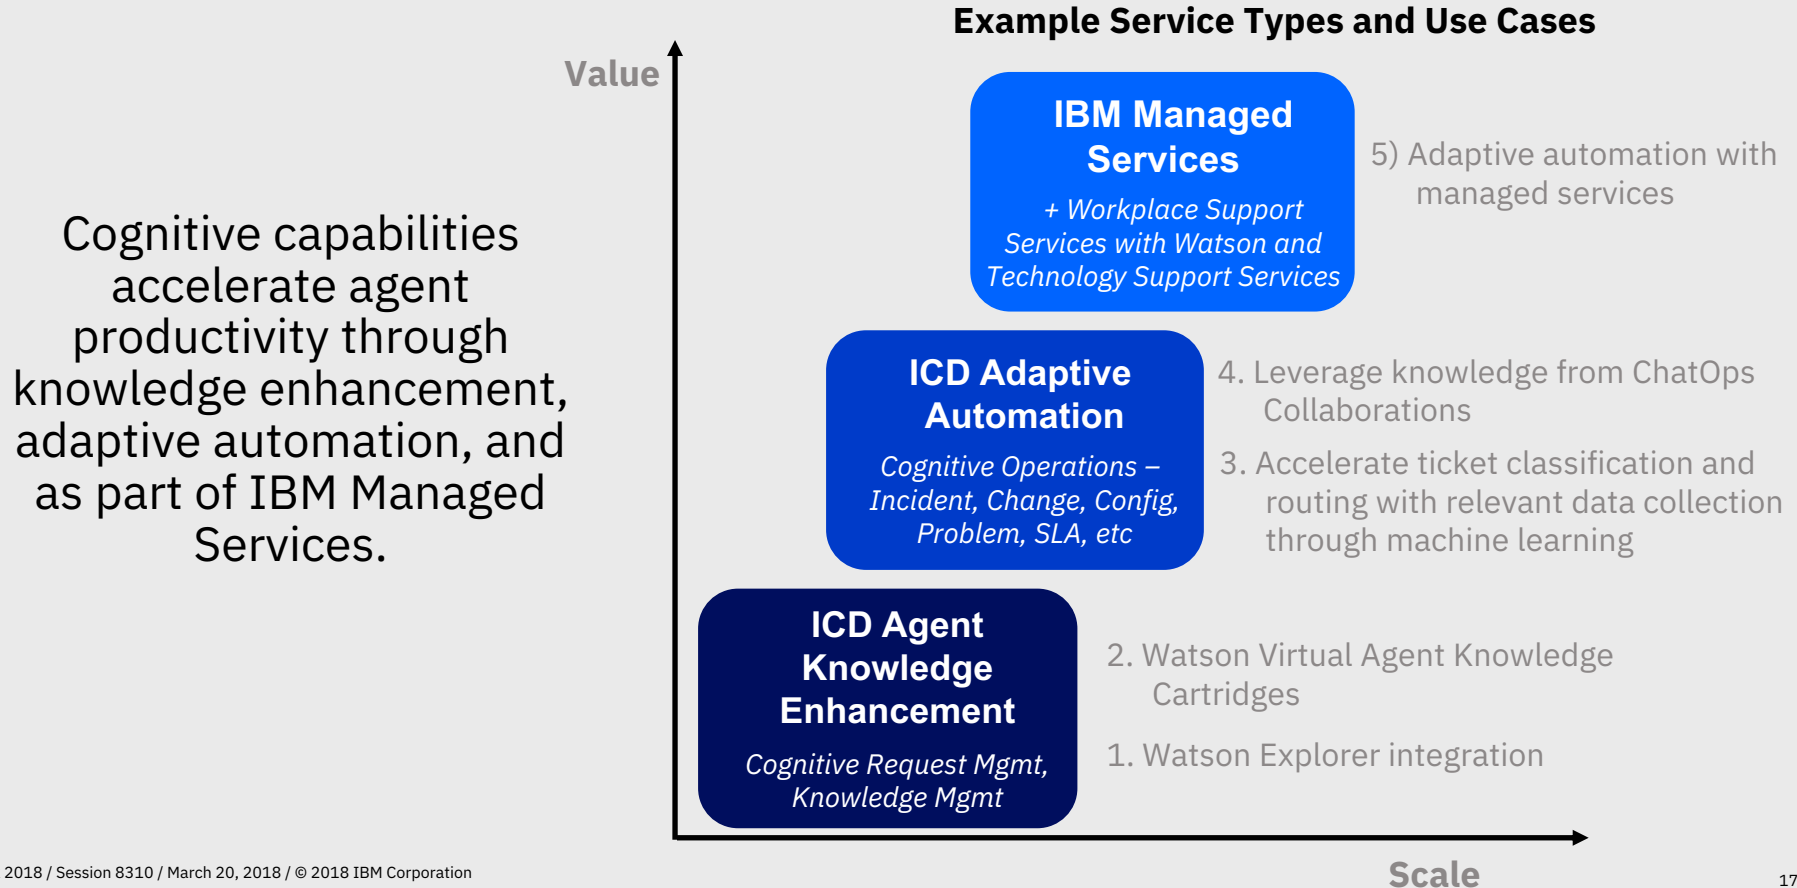 Example Service Types and Use Cases
Value
Cognitive capabilities
accelerate agent
productivity through
knowledge enhancement,
adaptive automation, and
as part of IBM Managed
Services.
IBM Managed
Services
+ Workplace Support
Services with Watson and
Technology Support Services
5) Adaptive automation with
managed services
ICD Adaptive
Automation
Cognitive Operations –
Incident, Change, Config,
Problem, SLA, etc
4. Leverage knowledge from ChatOps
Collaborations
3. Accelerate ticket classification and
routing with relevant data collection
through machine learning
ICD Agent
Knowledge
Enhancement
Cognitive Request Mgmt,
Knowledge Mgmt
2. Watson Virtual Agent Knowledge
Cartridges
1. Watson Explorer integration
Scale
2018 / Session 8310 / March 20, 2018 / © 2018 IBM Corporation
17